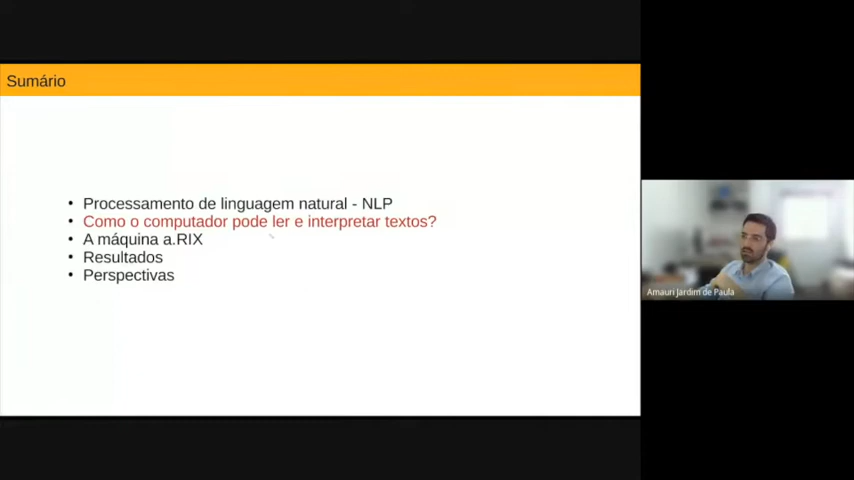 Sumário
• Processamento de linguagem natural - NLP
• Como o computador pode ler e interpretar textos?
• A máquina a.RIX
• Resultados
• Perspectivas
Amauri Jardim de Paula